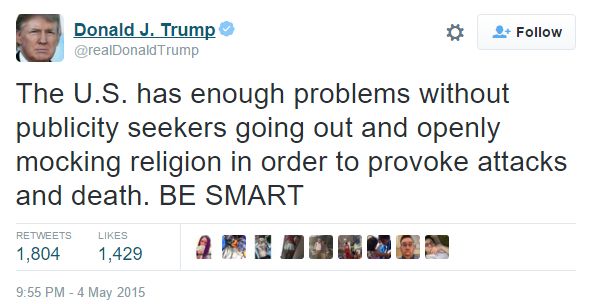 Donald J. Trump
@realDonaldTrump
Follow
The U.S. has enough problems without
publicity seekers going out and openly
mocking religion in order to provoke attacks
and death. BE SMART
RETWEETS LIKES
1,804 1,429
9:55 PM - 4 May 2015